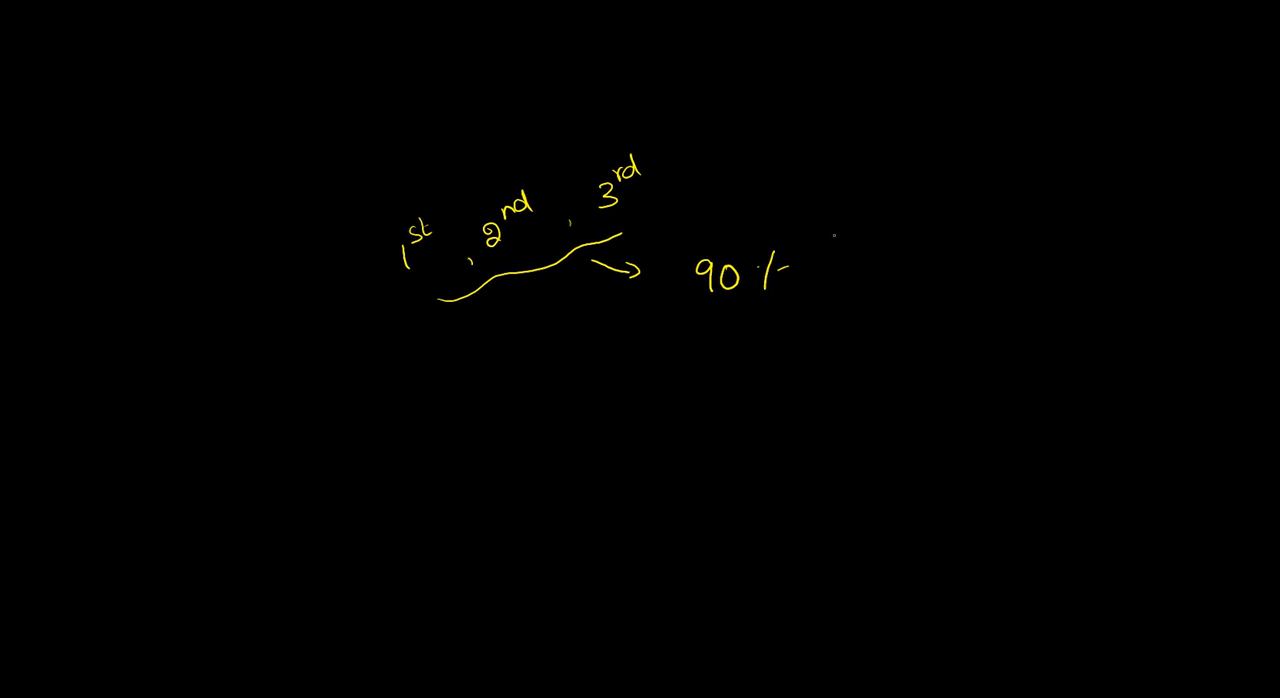 1st, 2nd, 3rd → 90 %